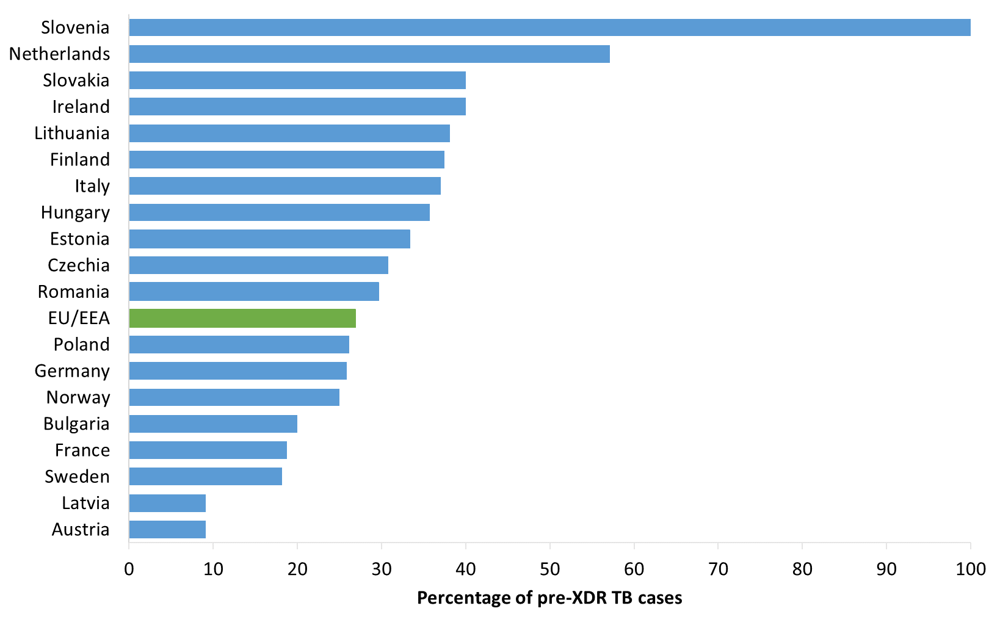 Slovenia
Netherlands
Slovakia
Ireland
Lithuania
Finland
Italy
Hungary
Estonia
Czechia
Romania
EU/EEA
Poland
Germany
Norway
Bulgaria
France
Sweden
Latvia
Austria
0 10 20 30 40 50 60 70 80 90 100
Percentage of pre-XDR TB cases